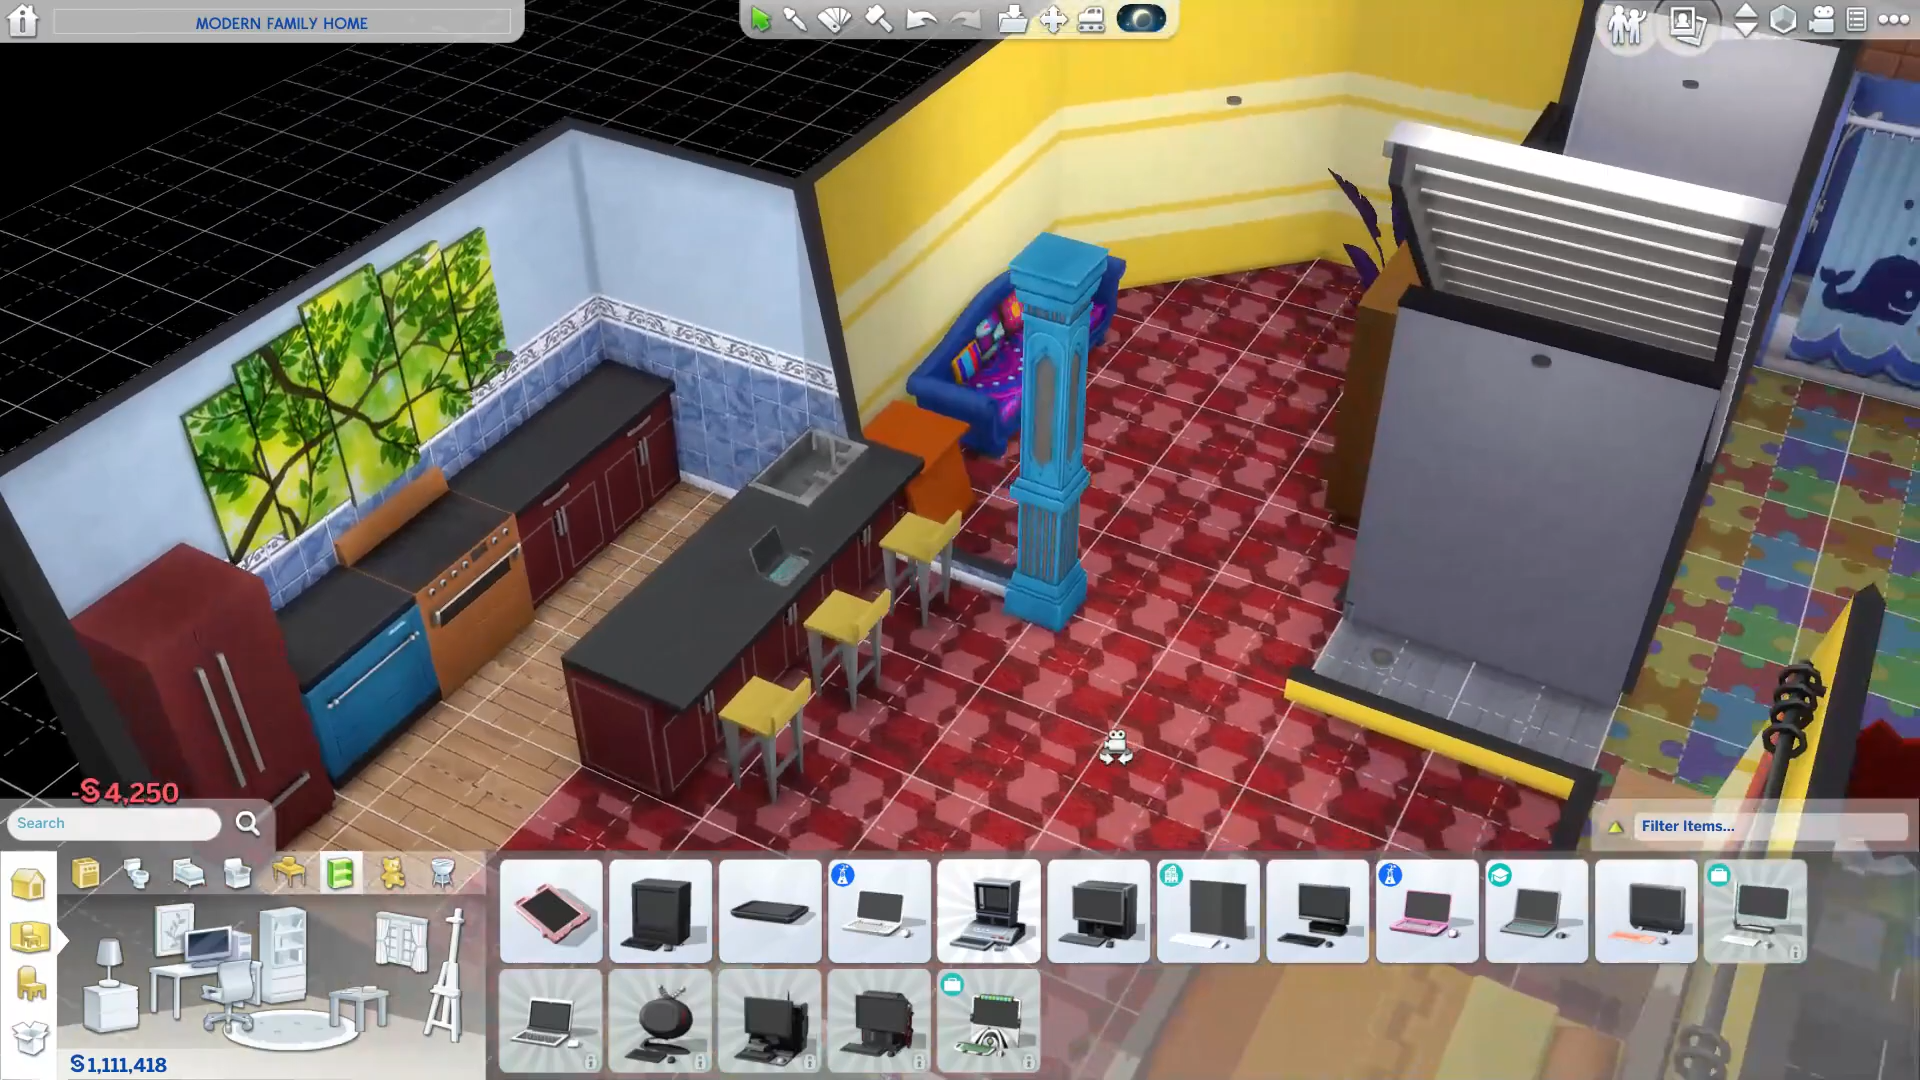 MODERN FAMILY HOME
-§4,250
Search
Filter Items...
§1,111,418